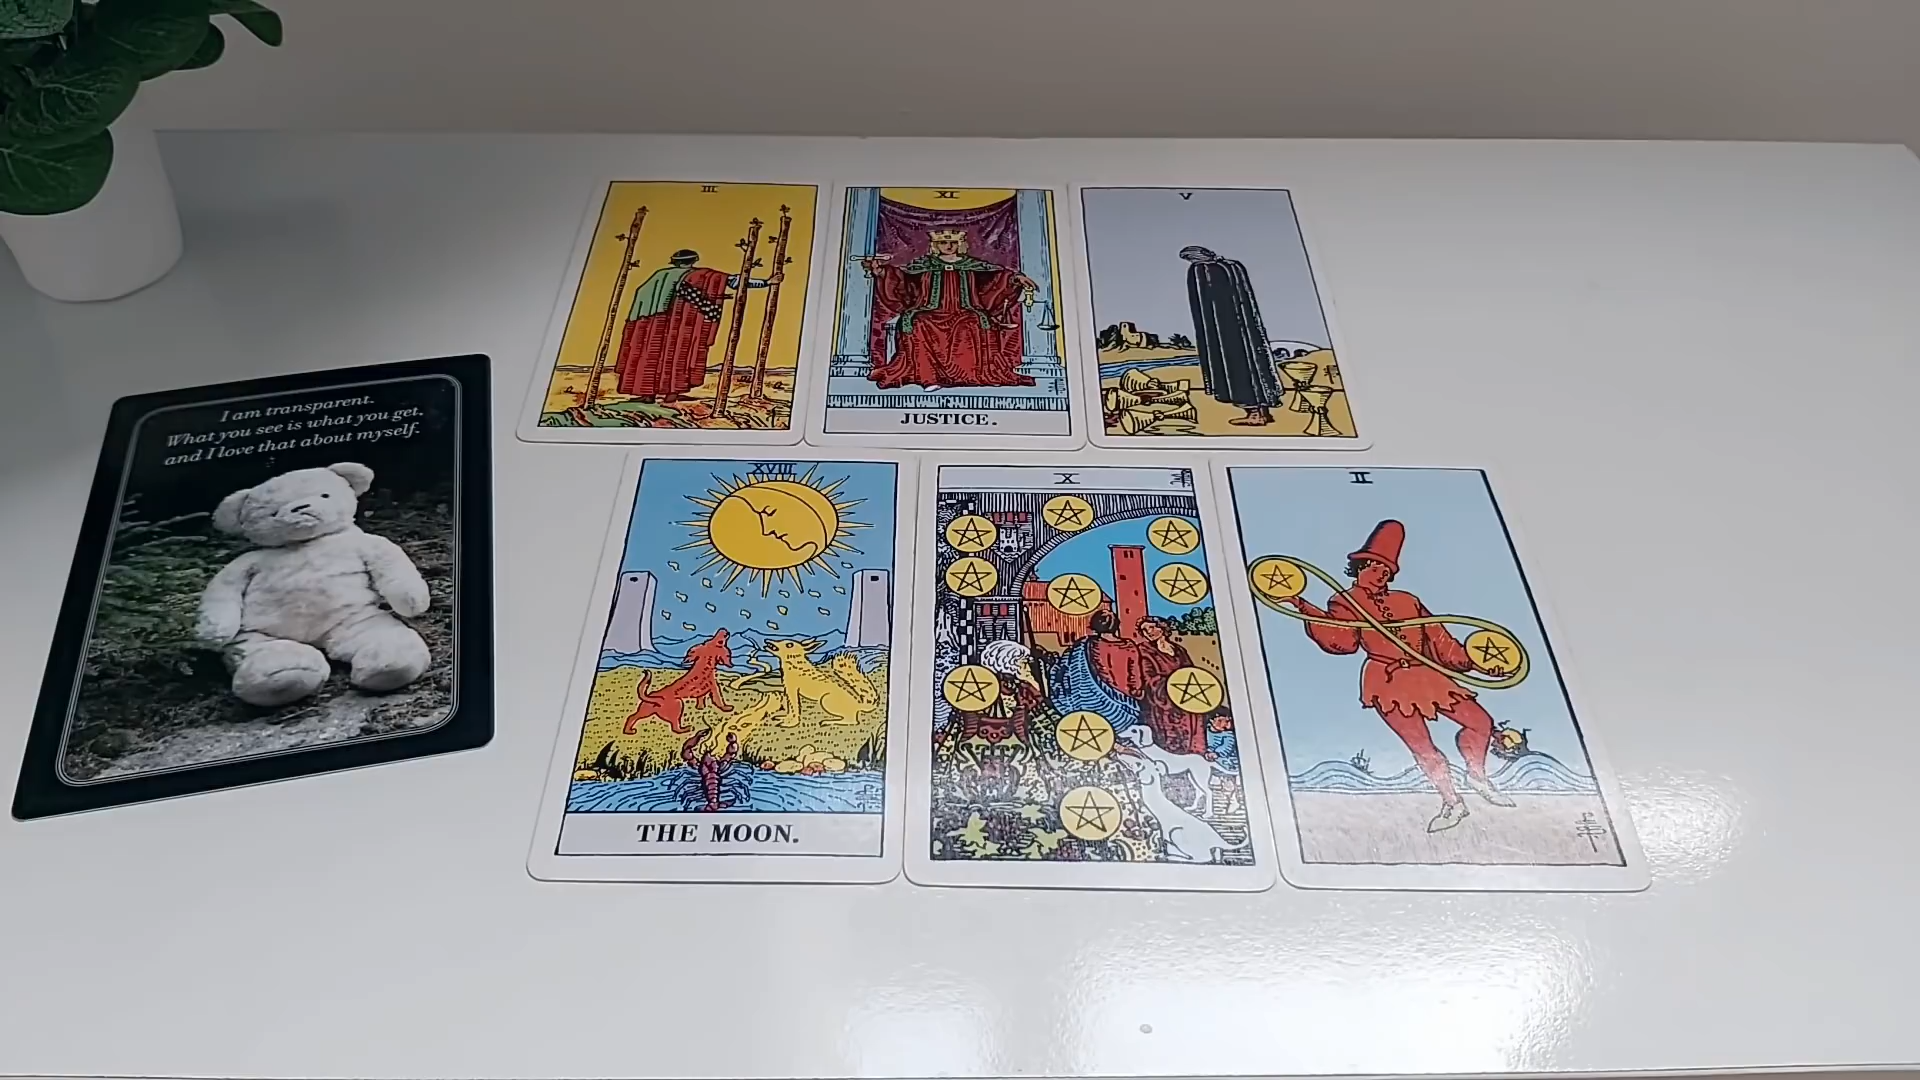 III
XI
JUSTICE.
V
I am transparent.
What you see is what you get.
and I love that about myself.
XVIII
THE MOON.
X
II